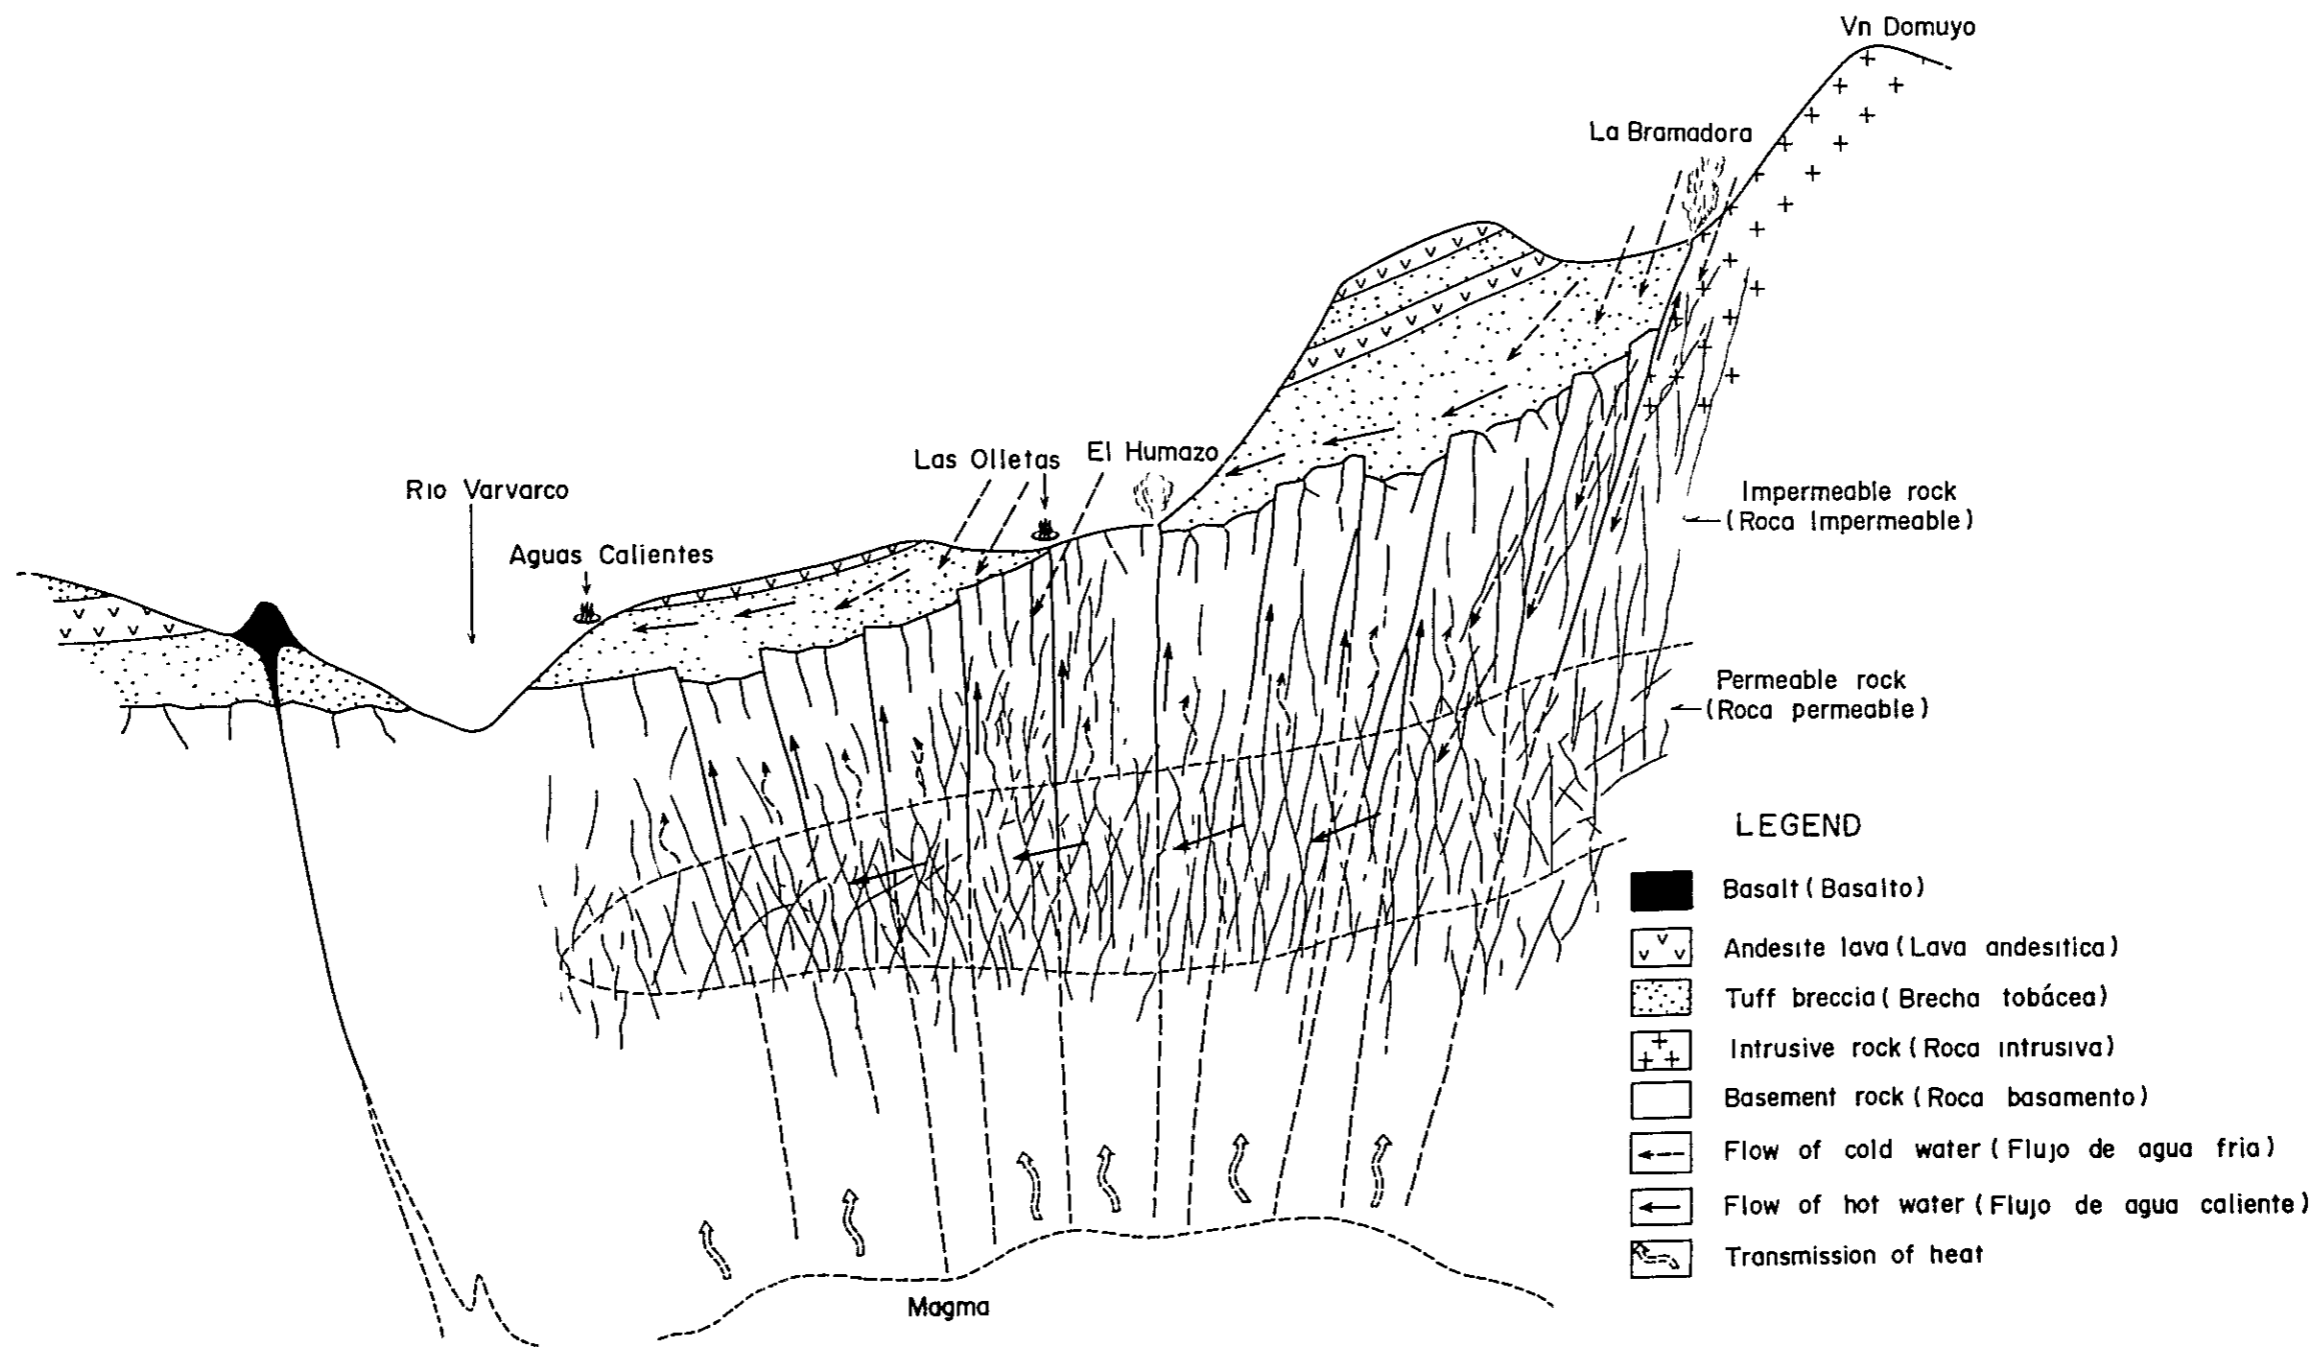 Vn Domuyo
La Bramadora
Las Olletas
El Humazo
Rio Varvarco
Aguas Calientes
Impermeable rock
(Roca Impermeable)
Permeable rock
(Roca permeable)
LEGEND
Basalt (Basalto)
Andesite lava (Lava andesitica)
Tuff breccia (Brecha tobácea)
Intrusive rock (Roca intrusiva)
Basement rock (Roca basamento)
Flow of cold water (Flujo de agua fria)
Flow of hot water (Flujo de agua caliente)
Transmission of heat
Magma